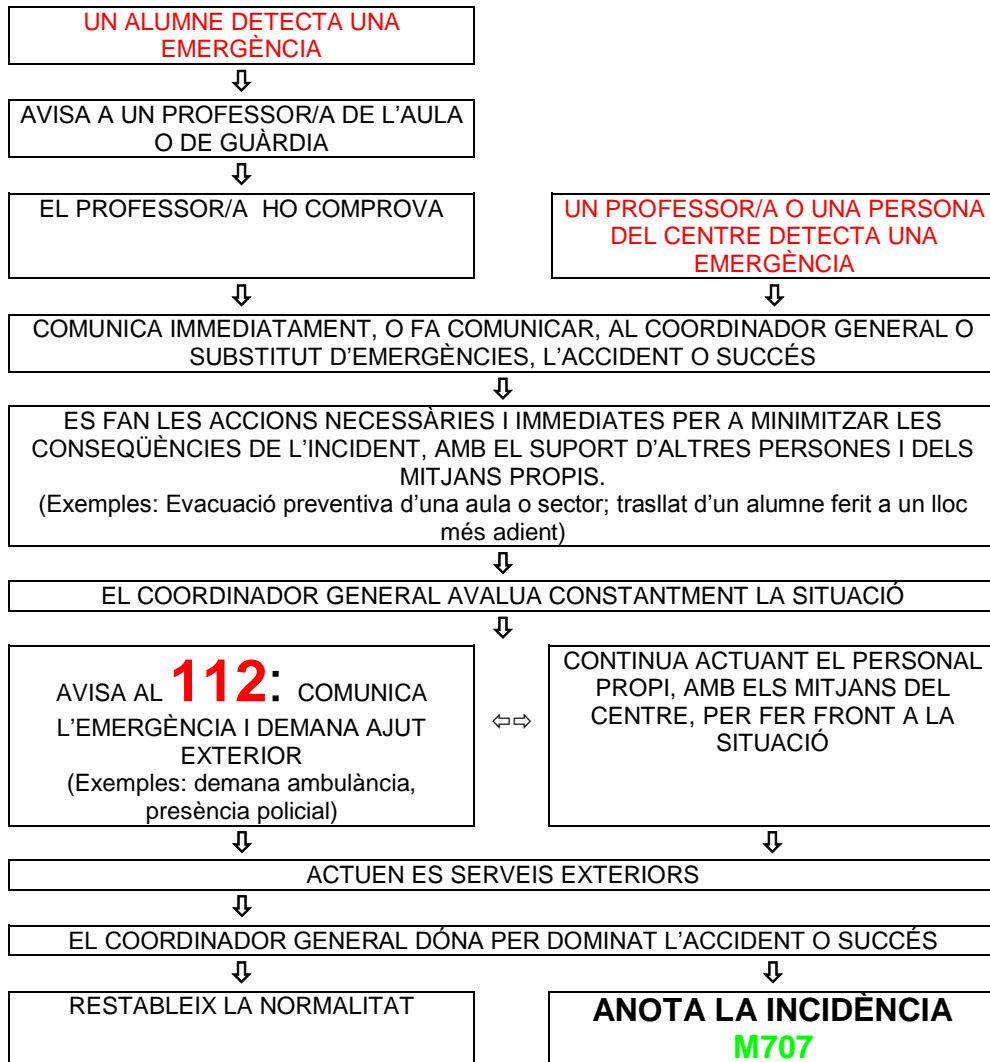 UN ALUMNE DETECTA UNA
EMERGÈNCIA
⇩
AVISA A UN PROFESSOR/A DE L'AULA
O DE GUÀRDIA
⇩
EL PROFESSOR/A HO COMPROVA
UN PROFESSOR/A O UNA PERSONA
DEL CENTRE DETECTA UNA
EMERGÈNCIA
⇩ ⇩
COMUNICA IMMEDIATAMENT, O FA COMUNICAR, AL COORDINADOR GENERAL O
SUBSTITUT D'EMERGÈNCIES, L'ACCIDENT O SUCCÉS
⇩
ES FAN LES ACCIONS NECESSÀRIES I IMMEDIATES PER A MINIMITZAR LES
CONSEQÜÈNCIES DE L'INCIDENT, AMB EL SUPORT D'ALTRES PERSONES I DELS
MITJANS PROPIS.
(Exemples: Evacuació preventiva d'una aula o sector; trasllat d'un alumne ferit a un lloc
més adient)
⇩
EL COORDINADOR GENERAL AVALUA CONSTANTMENT LA SITUACIÓ
⇩
AVISA AL 112: COMUNICA
L'EMERGÈNCIA I DEMANA AJUT
EXTERIOR
(Exemples: demana ambulància,
presència policial)
⇦⇨
CONTINUA ACTUANT EL PERSONAL
PROPI, AMB ELS MITJANS DEL
CENTRE, PER FER FRONT A LA
SITUACIÓ
⇩ ⇩
ACTUEN ES SERVEIS EXTERIORS
⇩
EL COORDINADOR GENERAL DÓNA PER DOMINAT L'ACCIDENT O SUCCÉS
⇩ ⇩
RESTABLEIX LA NORMALITAT
ANOTA LA INCIDÈNCIA
M707